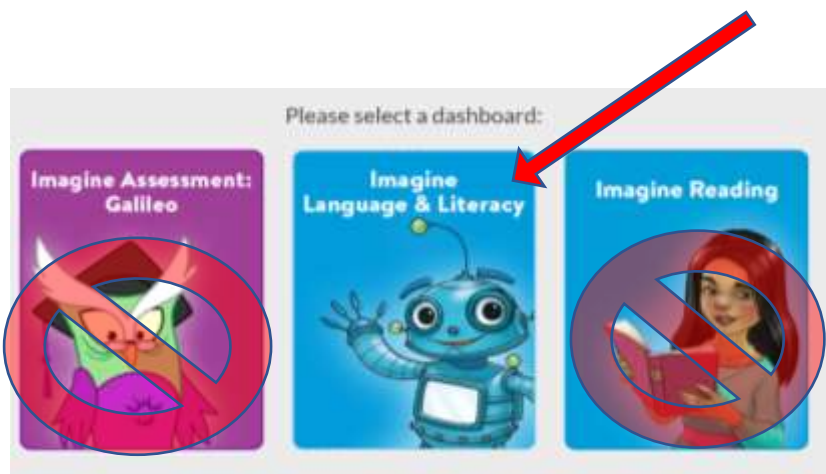 Please select a dashboard:
Imagine Assessment:
Galileo
Imagine
Language & Literacy
Imagine Reading